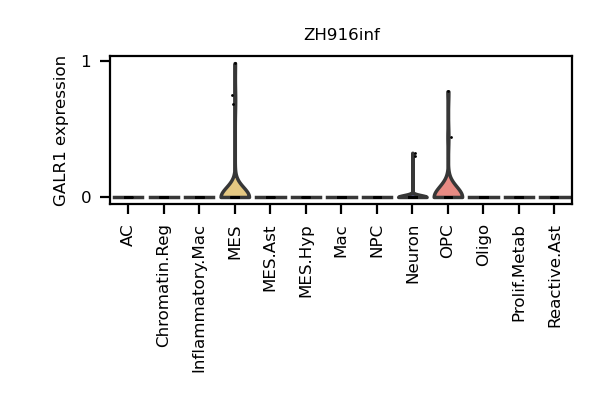 ZH916inf
GALR1 expression
1
0
AC
Chromatin.Reg
Inflammatory.Mac
MES
MES.Ast
MES.Hyp
Mac
NPC
Neuron
OPC
Oligo
Prolif.Metab
Reactive.Ast